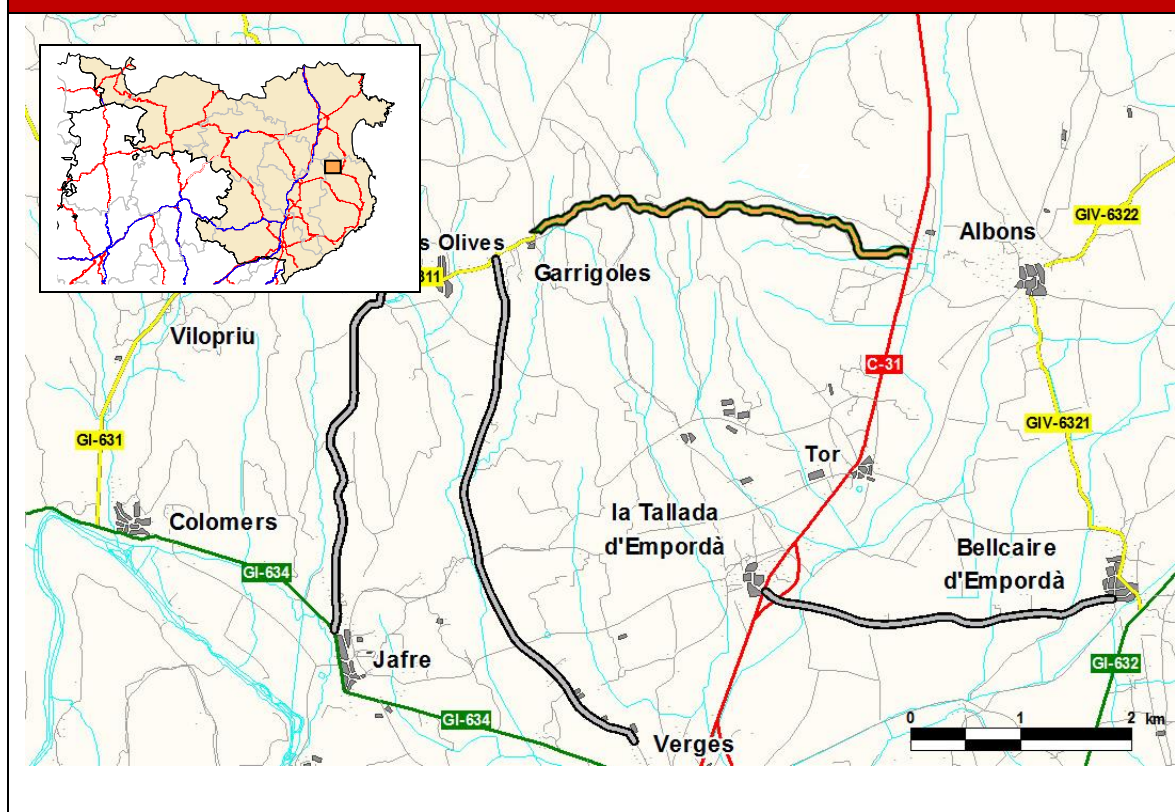 GIV-6322
Albons
s Olives
Garrigoles
311
Vilopriu
C-31
GIV-6321
GI-631
Tor
Colomers
la Tallada
d'Empordà
Bellcaire
d'Empordà
GI-634
Jafre
GI-632
GI-634
Verges
0 1 2 km